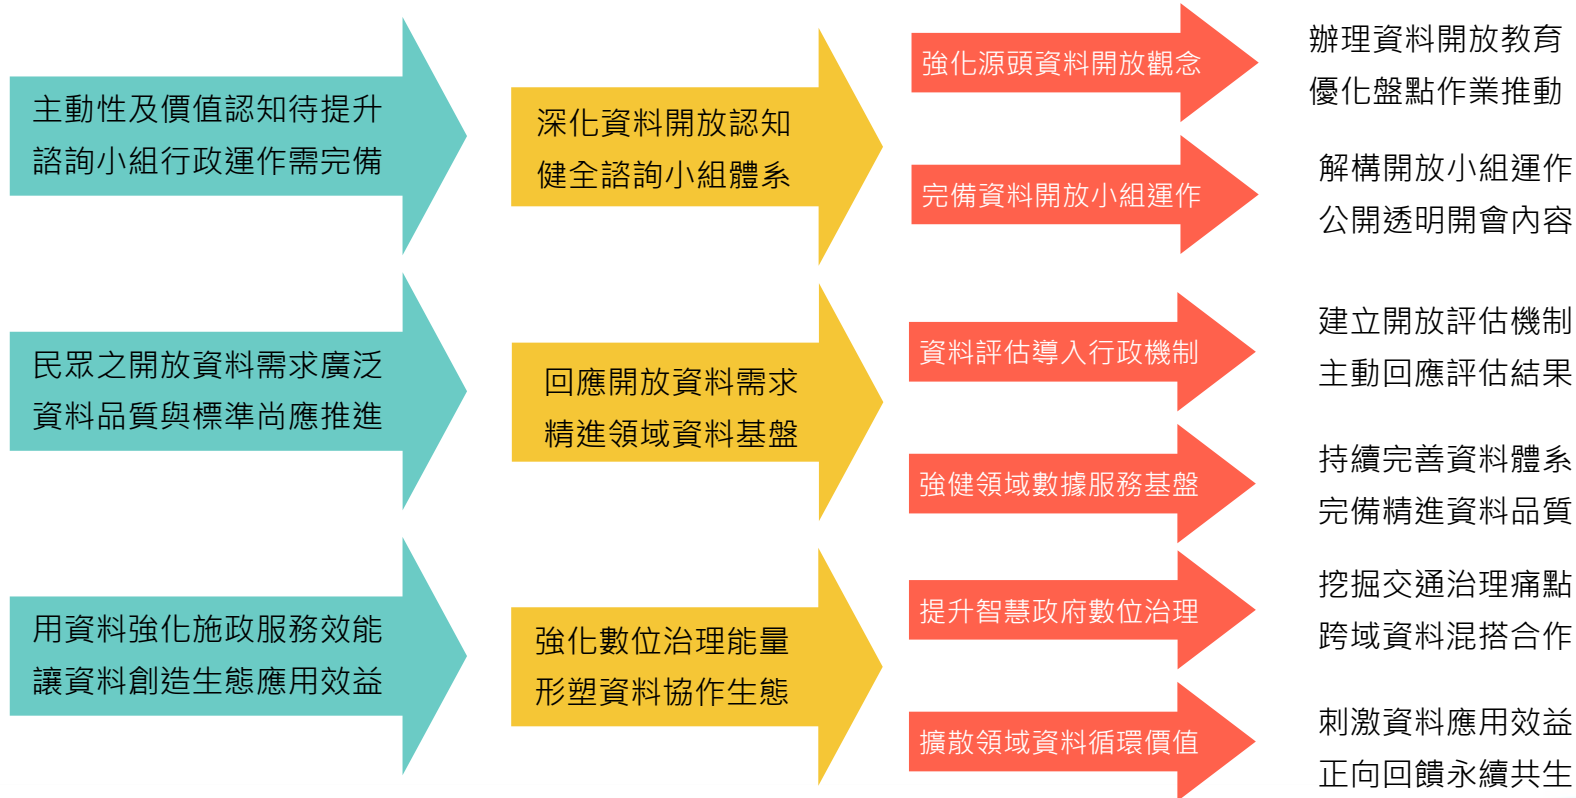 主動性及價值認知待提升
諮詢小組行政運作需完備
深化資料開放認知
健全諮詢小組體系
強化源頭資料開放觀念
辦理資料開放教育
優化盤點作業推動
完備資料開放小組運作
解構開放小組運作
公開透明開會內容
民眾之開放資料需求廣泛
資料品質與標準尚應推進
回應開放資料需求
精進領域資料基盤
資料評估導入行政機制
建立開放評估機制
主動回應評估結果
強健領域數據服務基盤
持續完善資料體系
完備精進資料品質
用資料強化施政服務效能
讓資料創造生態應用效益
強化數位治理能量
形塑資料協作生態
提升智慧政府數位治理
挖掘交通治理痛點
跨域資料混搭合作
擴散領域資料循環價值
刺激資料應用效益
正向回饋永續共生